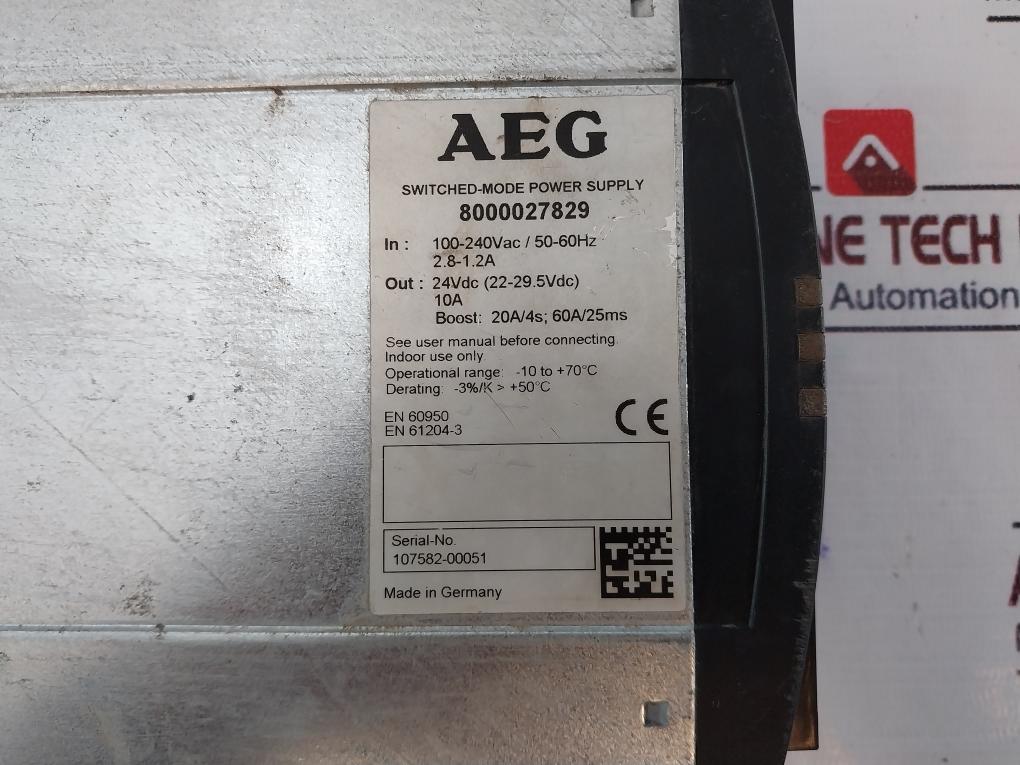 AEG
SWITCHED-MODE POWER SUPPLY
8000027829
In : 100-240Vac / 50-60Hz
2.8-1.2A
Out : 24Vdc (22-29.5Vdc)
10A
Boost: 20A/4s; 60A/25ms
See user manual before connecting.
Indoor use only.
Operational range: -10 to +70°C
Derating: -3%/K > +50°C
EN 60950
EN 61204-3
CE
Serial-No.
107582-00051
Made in Germany
NE TECH
Automation